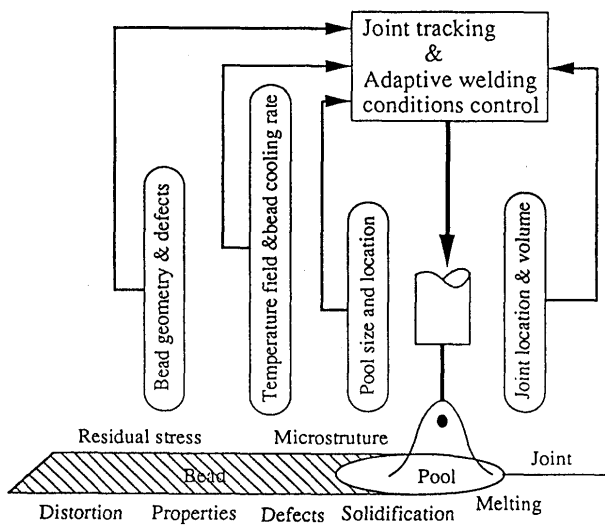 Joint tracking
&
Adaptive welding
conditions control
Bead geometry & defects
Temperature field &bead cooling rate
Pool size and location
Joint location & volume
Residual stress
Microstruture
Joint
Bead
Pool
Melting
Distortion
Properties
Defects
Solidification